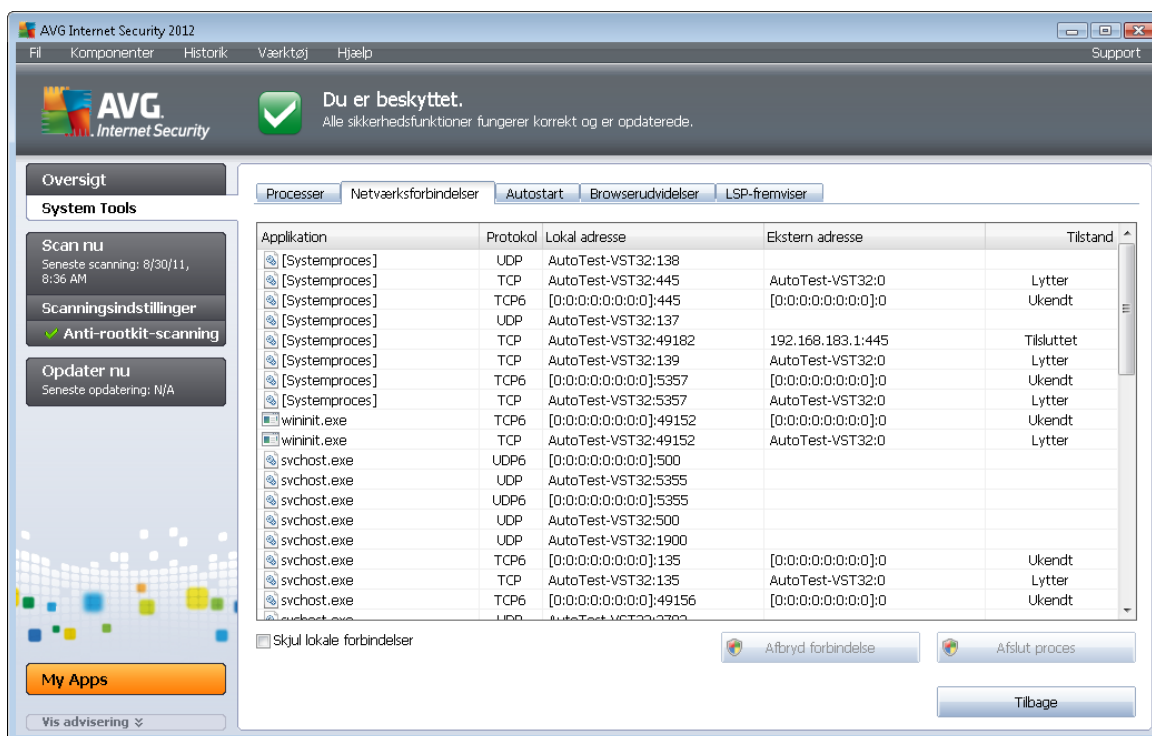 AVG Internet Security 2012
Fil Komponenter Historik Værktøj Hjælp Support
AVG.
Internet Security
Du er beskyttet.
Alle sikkerhedsfunktioner fungerer korrekt og er opdaterede.
Oversigt
System Tools
Scan nu
Seneste scanning: 8/30/11,
8:36 AM
Scanningsindstillinger
Anti-rootkit-scanning
Opdater nu
Seneste opdatering: N/A
My Apps
Vis advisering
Processer Netværksforbindelser Autostart Browserudvidelser LSP-fremviser
Applikation Protokol Lokal adresse Ekstern adresse Tilstand
[Systemproces] UDP AutoTest-VST32:138
[Systemproces] TCP AutoTest-VST32:445 AutoTest-VST32:0 Lytter
[Systemproces] TCP6 [0:0:0:0:0:0:0:0]:445 [0:0:0:0:0:0:0:0]:0 Ukendt
[Systemproces] UDP AutoTest-VST32:137
[Systemproces] TCP AutoTest-VST32:49182 192.168.183.1:445 Tilsluttet
[Systemproces] TCP AutoTest-VST32:139 AutoTest-VST32:0 Lytter
[Systemproces] TCP6 [0:0:0:0:0:0:0:0]:5357 [0:0:0:0:0:0:0:0]:0 Ukendt
[Systemproces] TCP AutoTest-VST32:5357 AutoTest-VST32:0 Lytter
wininit.exe TCP6 [0:0:0:0:0:0:0:0]:49152 [0:0:0:0:0:0:0:0]:0 Ukendt
wininit.exe TCP AutoTest-VST32:49152 AutoTest-VST32:0 Lytter
svchost.exe UDP6 [0:0:0:0:0:0:0:0]:500
svchost.exe UDP AutoTest-VST32:5355
svchost.exe UDP6 [0:0:0:0:0:0:0:0]:5355
svchost.exe UDP AutoTest-VST32:500
svchost.exe UDP AutoTest-VST32:1900
svchost.exe TCP6 [0:0:0:0:0:0:0:0]:135 [0:0:0:0:0:0:0:0]:0 Ukendt
svchost.exe TCP AutoTest-VST32:135 AutoTest-VST32:0 Lytter
svchost.exe TCP6 [0:0:0:0:0:0:0:0]:49156 [0:0:0:0:0:0:0:0]:0 Ukendt
Skjul lokale forbindelser
Afbryd forbindelse
Afslut proces
Tilbage